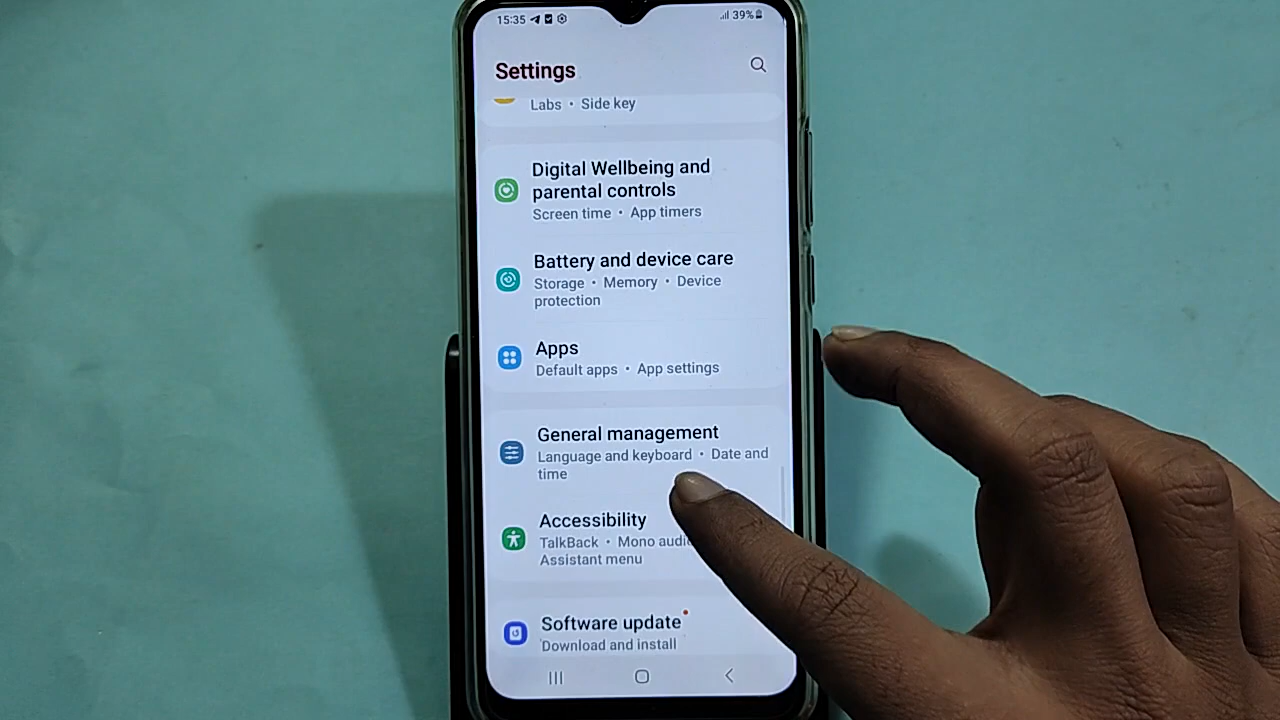 15:35
39%
Settings
Labs • Side key
Digital Wellbeing and
parental controls
Screen time • App timers
Battery and device care
Storage • Memory • Device
protection
Apps
Default apps • App settings
General management
Language and keyboard • Date and
time
Accessibility
TalkBack • Mono audi
Assistant menu
Software update
Download and install